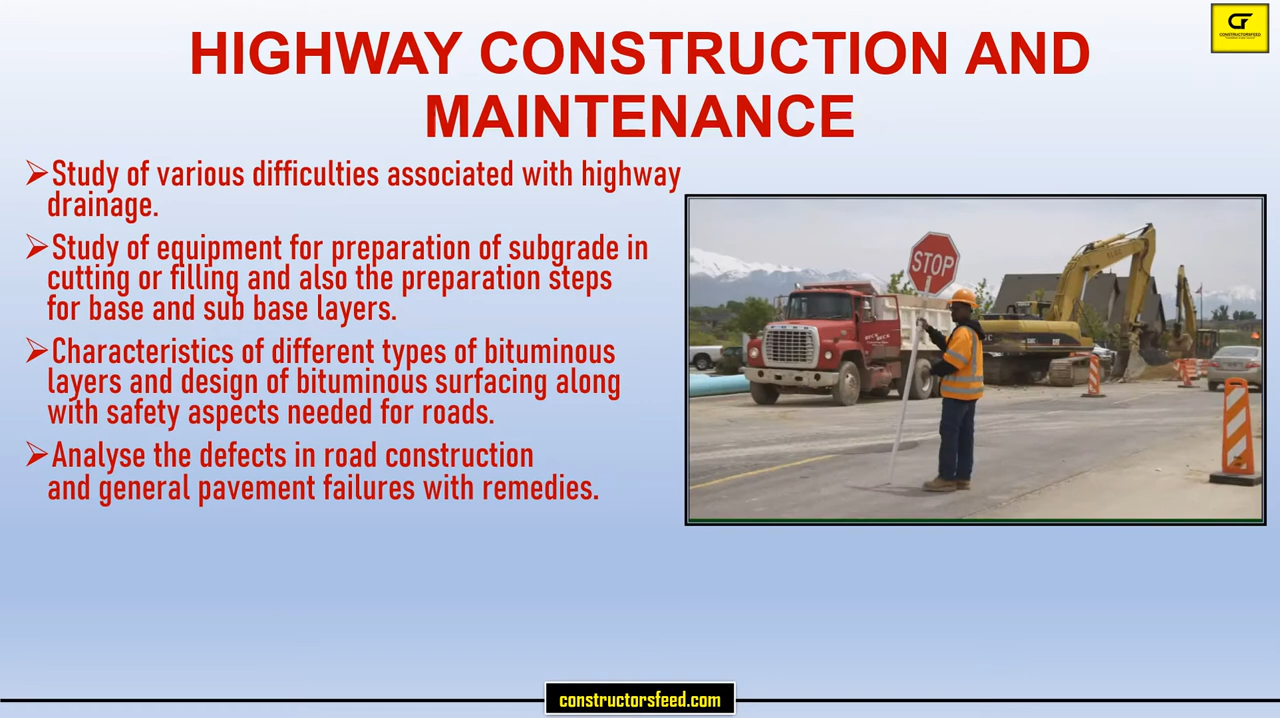 HIGHWAY CONSTRUCTION AND
MAINTENANCE
CONSTRUCTORSFEED
➢Study of various difficulties associated with highway
drainage.
➢Study of equipment for preparation of subgrade in
cutting or filling and also the preparation steps
for base and sub base layers.
➢Characteristics of different types of bituminous
layers and design of bituminous surfacing along
with safety aspects needed for roads.
➢Analyse the defects in road construction
and general pavement failures with remedies.
STOP
CAT
constructorsfeed.com